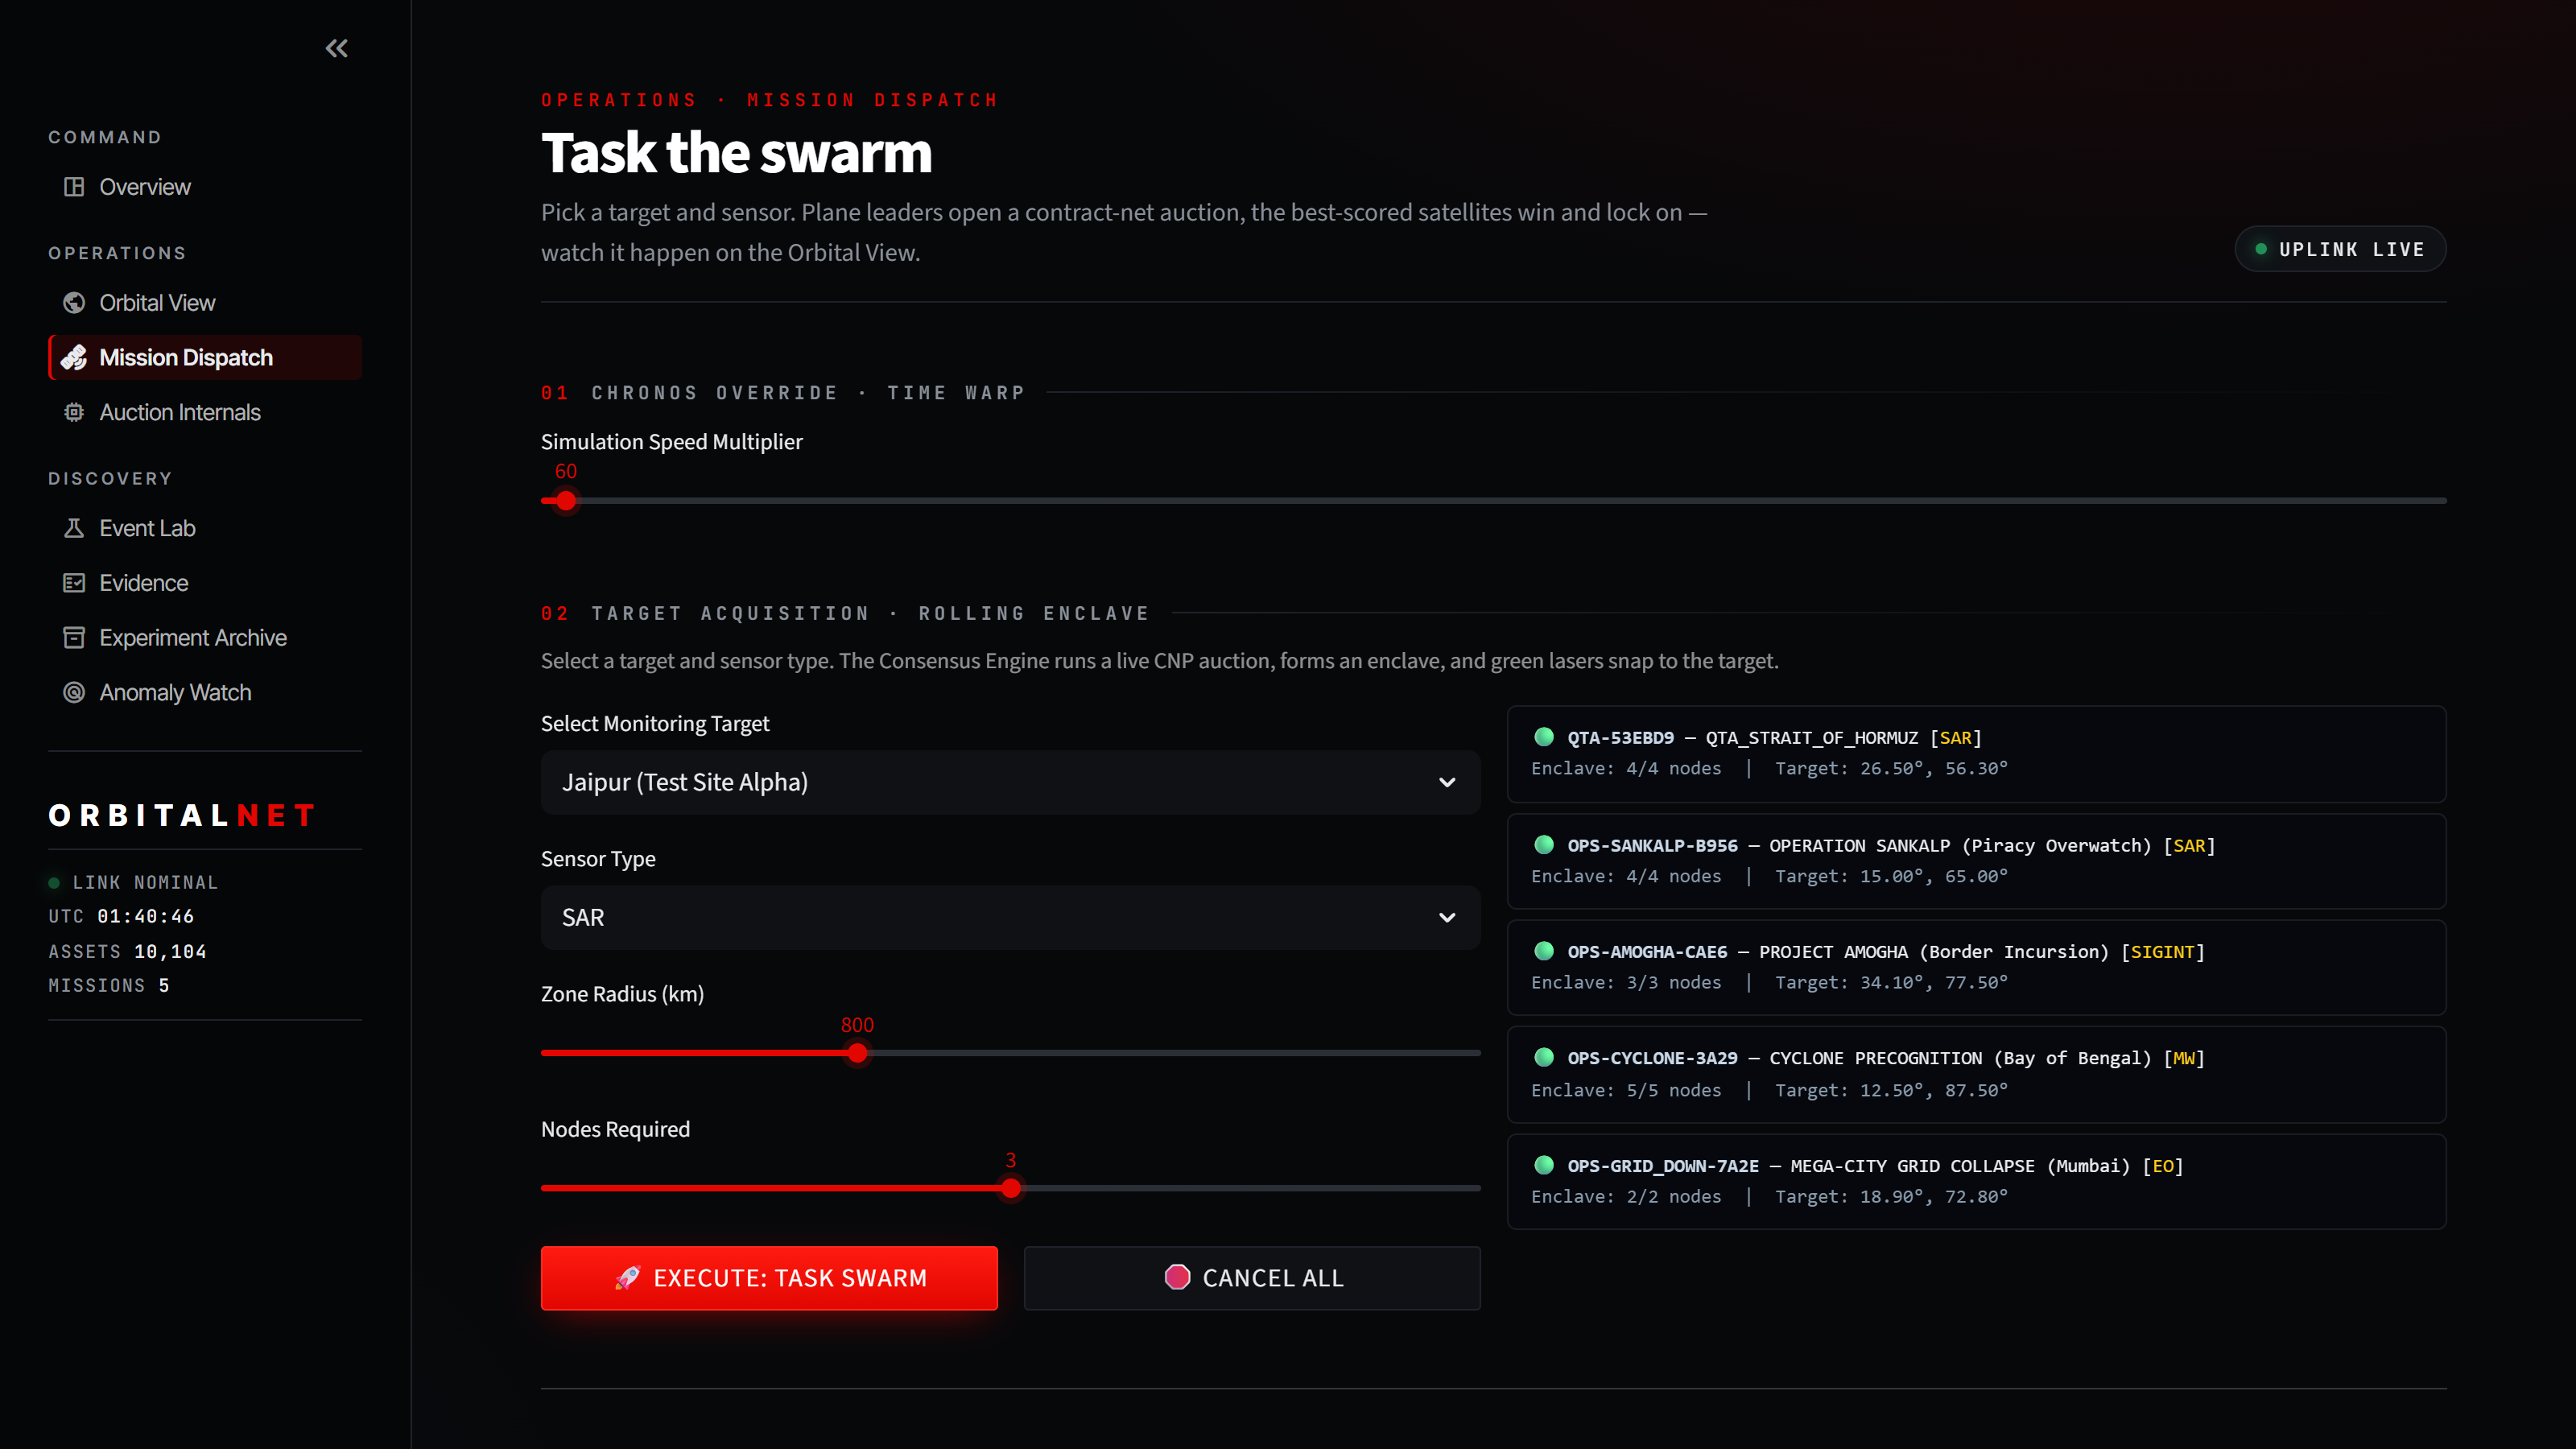 COMMAND
Overview
OPERATIONS
Orbital View
Mission Dispatch
Auction Internals
DISCOVERY
Event Lab
Evidence
Experiment Archive
Anomaly Watch
ORBITALNET
LINK NOMINAL
UTC 01:40:46
ASSETS 10,104
MISSIONS 5
OPERATIONS · MISSION DISPATCH
Task the swarm
Pick a target and sensor. Plane leaders open a contract-net auction, the best-scored satellites win and lock on —
watch it happen on the Orbital View.
UPLINK LIVE
01 CHRONOS OVERRIDE · TIME WARP
Simulation Speed Multiplier
60
02 TARGET ACQUISITION · ROLLING ENCLAVE
Select a target and sensor type. The Consensus Engine runs a live CNP auction, forms an enclave, and green lasers snap to the target.
Select Monitoring Target
Jaipur (Test Site Alpha)
Sensor Type
SAR
Zone Radius (km)
800
Nodes Required
3
EXECUTE: TASK SWARM
CANCEL ALL
QTA-53EBD9 — QTA_STRAIT_OF_HORMUZ [SAR]
Enclave: 4/4 nodes | Target: 26.50°, 56.30°
OPS-SANKALP-B956 — OPERATION SANKALP (Piracy Overwatch) [SAR]
Enclave: 4/4 nodes | Target: 15.00°, 65.00°
OPS-AMOGHA-CAE6 — PROJECT AMOGHA (Border Incursion) [SIGINT]
Enclave: 3/3 nodes | Target: 34.10°, 77.50°
OPS-CYCLONE-3A29 — CYCLONE PRECOGNITION (Bay of Bengal) [MW]
Enclave: 5/5 nodes | Target: 12.50°, 87.50°
OPS-GRID_DOWN-7A2E — MEGA-CITY GRID COLLAPSE (Mumbai) [EO]
Enclave: 2/2 nodes | Target: 18.90°, 72.80°